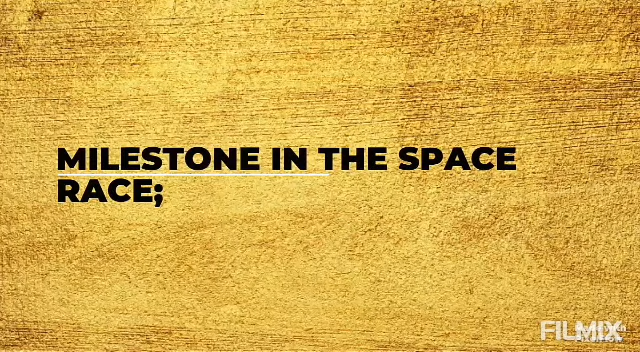 MILESTONE IN THE SPACE
RACE;
FILMIX